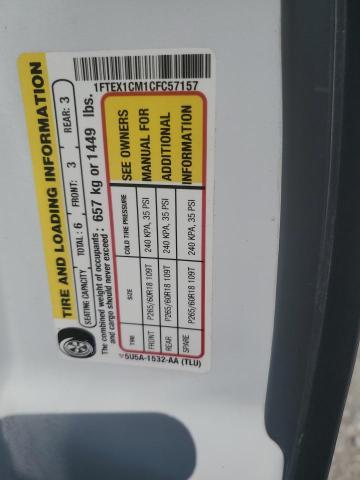 TIRE AND LOADING INFORMATION
SEATING CAPACITY TOTAL: 6 FRONT: 3 REAR: 3
The combined weight of occupants and cargo should never exceed: 657 kg or 1449 lbs.
1FTEX1CM1CFC57157
TIRE SIZE COLD TIRE PRESSURE
FRONT P265/60R18 109T 240 KPA, 35 PSI
REAR P265/60R18 109T 240 KPA, 35 PSI
SPARE P265/60R18 109T 240 KPA, 35 PSI
SEE OWNERS
MANUAL FOR
ADDITIONAL
INFORMATION
5U5A-1532-AA (TLU)